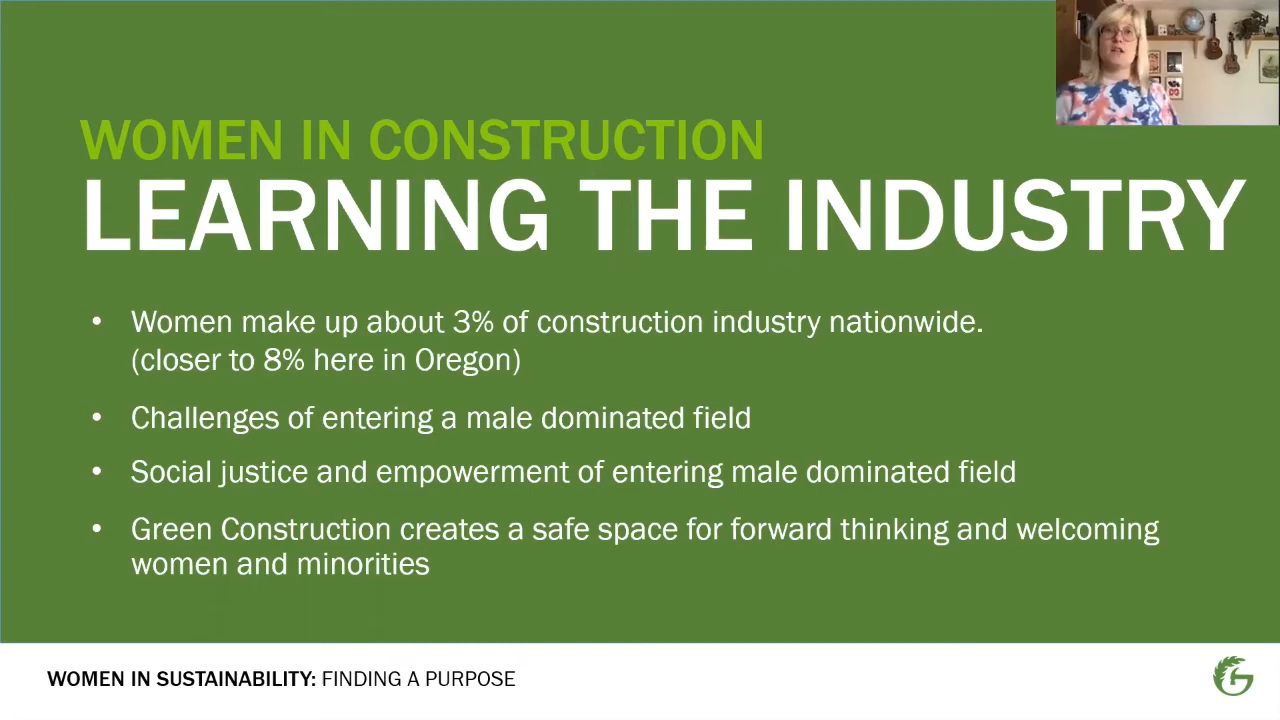 WOMEN IN CONSTRUCTION
LEARNING THE INDUSTRY
• Women make up about 3% of construction industry nationwide.
(closer to 8% here in Oregon)
• Challenges of entering a male dominated field
• Social justice and empowerment of entering male dominated field
• Green Construction creates a safe space for forward thinking and welcoming
women and minorities
WOMEN IN SUSTAINABILITY: FINDING A PURPOSE
G